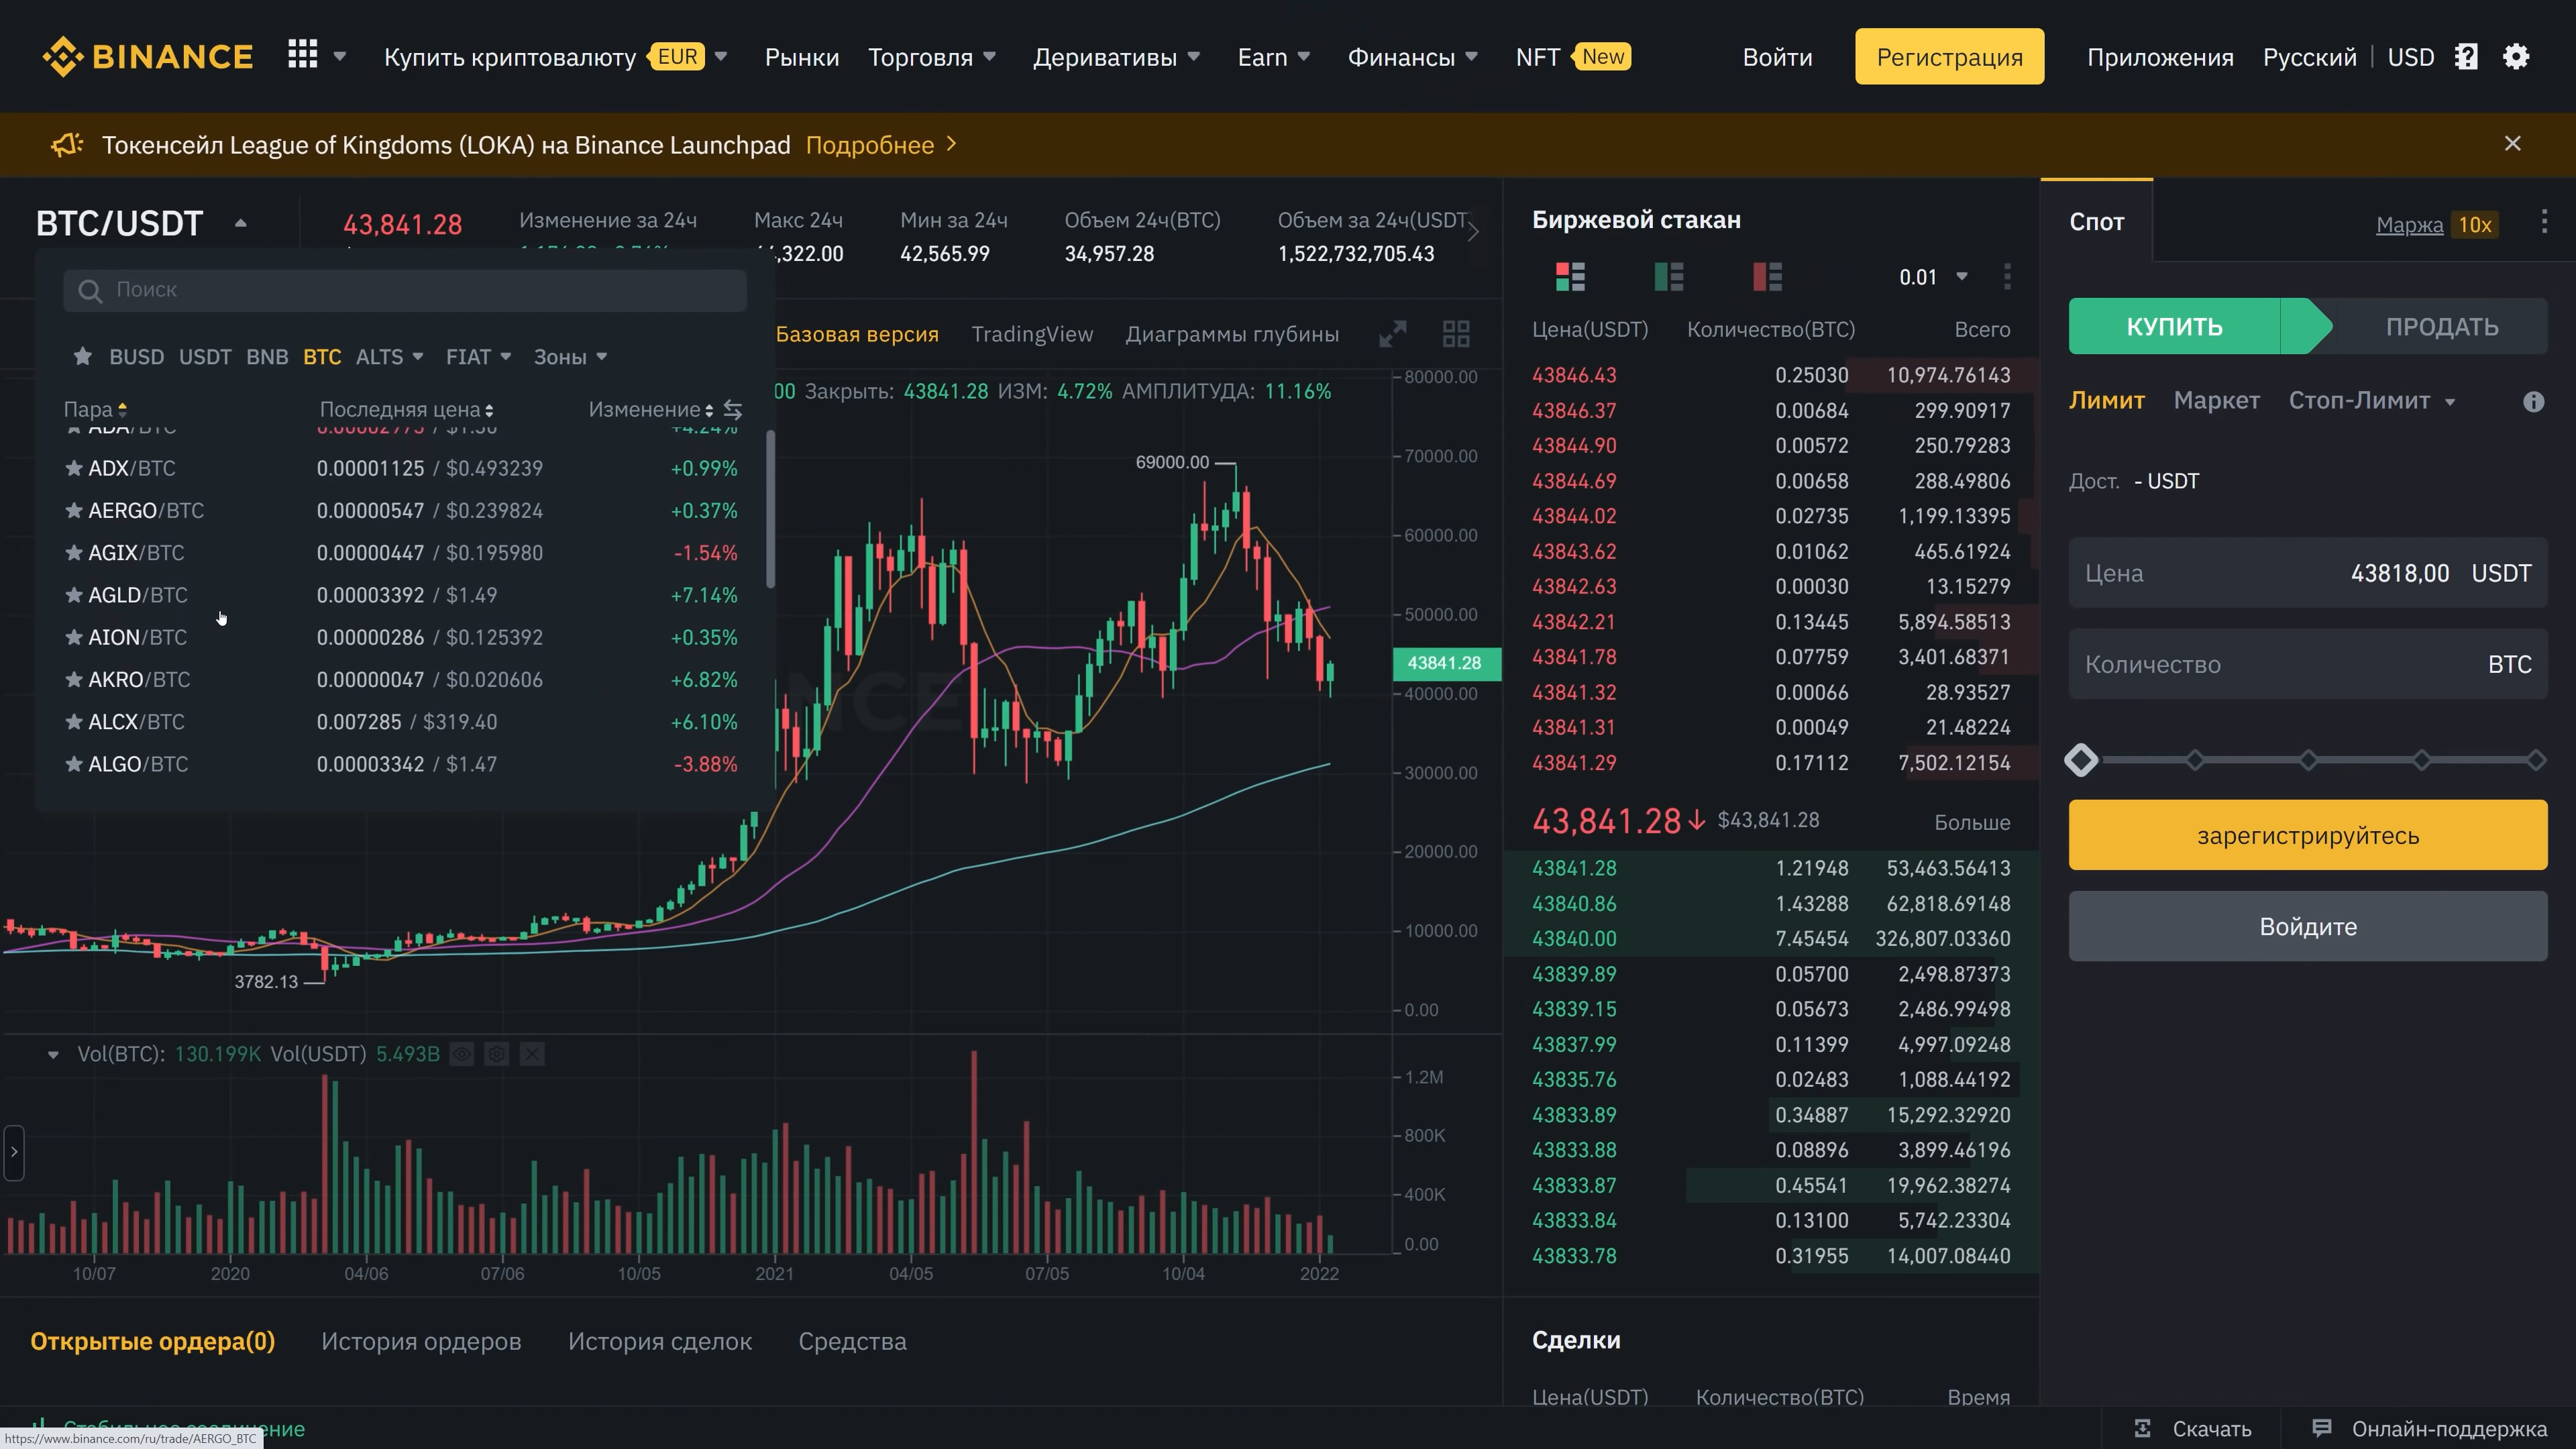 BINANCE
Купить криптовалюту EUR
Рынки
Торговля
Деривативы
Earn
Финансы
NFT New
Войти
Регистрация
Приложения
Русский | USD
Токенсейл League of Kingdoms (LOKA) на Binance Launchpad Подробнее
BTC/USDT
43,841.28
Изменение за 24ч
Макс 24ч
,322.00
Мин за 24ч
42,565.99
Объем 24ч(BTC)
34,957.28
Объем за 24ч(USDT
1,522,732,705.43
Поиск
BUSD USDT BNB BTC ALTS FIAT Зоны
Пара Последняя цена Изменение
ADA/BTC 0.00002973 / $1.30 +4.24%
ADX/BTC 0.00001125 / $0.493239 +0.99%
AERGO/BTC 0.00000547 / $0.239824 +0.37%
AGIX/BTC 0.00000447 / $0.195980 -1.54%
AGLD/BTC 0.00003392 / $1.49 +7.14%
AION/BTC 0.00000286 / $0.125392 +0.35%
AKRO/BTC 0.00000047 / $0.020606 +6.82%
ALCX/BTC 0.007285 / $319.40 +6.10%
ALGO/BTC 0.00003342 / $1.47 -3.88%
Базовая версия TradingView Диаграммы глубины
00 Закрыть: 43841.28 ИЗМ: 4.72% АМПЛИТУДА: 11.16%
80000.00
70000.00
60000.00
50000.00
43841.28
40000.00
30000.00
20000.00
10000.00
0.00
69000.00
3782.13
NCE
Vol(BTC): 130.199K Vol(USDT) 5.493B
1.2M
800K
400K
0.00
10/07 2020 04/06 07/06 10/05 2021 04/05 07/05 10/04 2022
Открытые ордера(0) История ордеров История сделок Средства
Биржевой стакан
0.01
Цена(USDT) Количество(BTC) Всего
43846.43 0.25030 10,974.76143
43846.37 0.00684 299.90917
43844.90 0.00572 250.79283
43844.69 0.00658 288.49806
43844.02 0.02735 1,199.13395
43843.62 0.01062 465.61924
43842.63 0.00030 13.15279
43842.21 0.13445 5,894.58513
43841.78 0.07759 3,401.68371
43841.32 0.00066 28.93527
43841.31 0.00049 21.48224
43841.29 0.17112 7,502.12154
43,841.28 $43,841.28 Больше
43841.28 1.21948 53,463.56413
43840.86 1.43288 62,818.69148
43840.00 7.45454 326,807.03360
43839.89 0.05700 2,498.87373
43839.15 0.05673 2,486.99498
43837.99 0.11399 4,997.09248
43835.76 0.02483 1,088.44192
43833.89 0.34887 15,292.32920
43833.88 0.08896 3,899.46196
43833.87 0.45541 19,962.38274
43833.84 0.13100 5,742.23304
43833.78 0.31955 14,007.08440
Сделки
Цена(USDT) Количество(BTC) Время
Спот
Маржа 10x
КУПИТЬ ПРОДАТЬ
Лимит Маркет Стоп-Лимит
Дост. - USDT
Цена 43818,00 USDT
Количество BTC
зарегистрируйтесь
Войдите
https://www.binance.com/ru/trade/AERGO_BTC
Скачать
Онлайн-поддержка